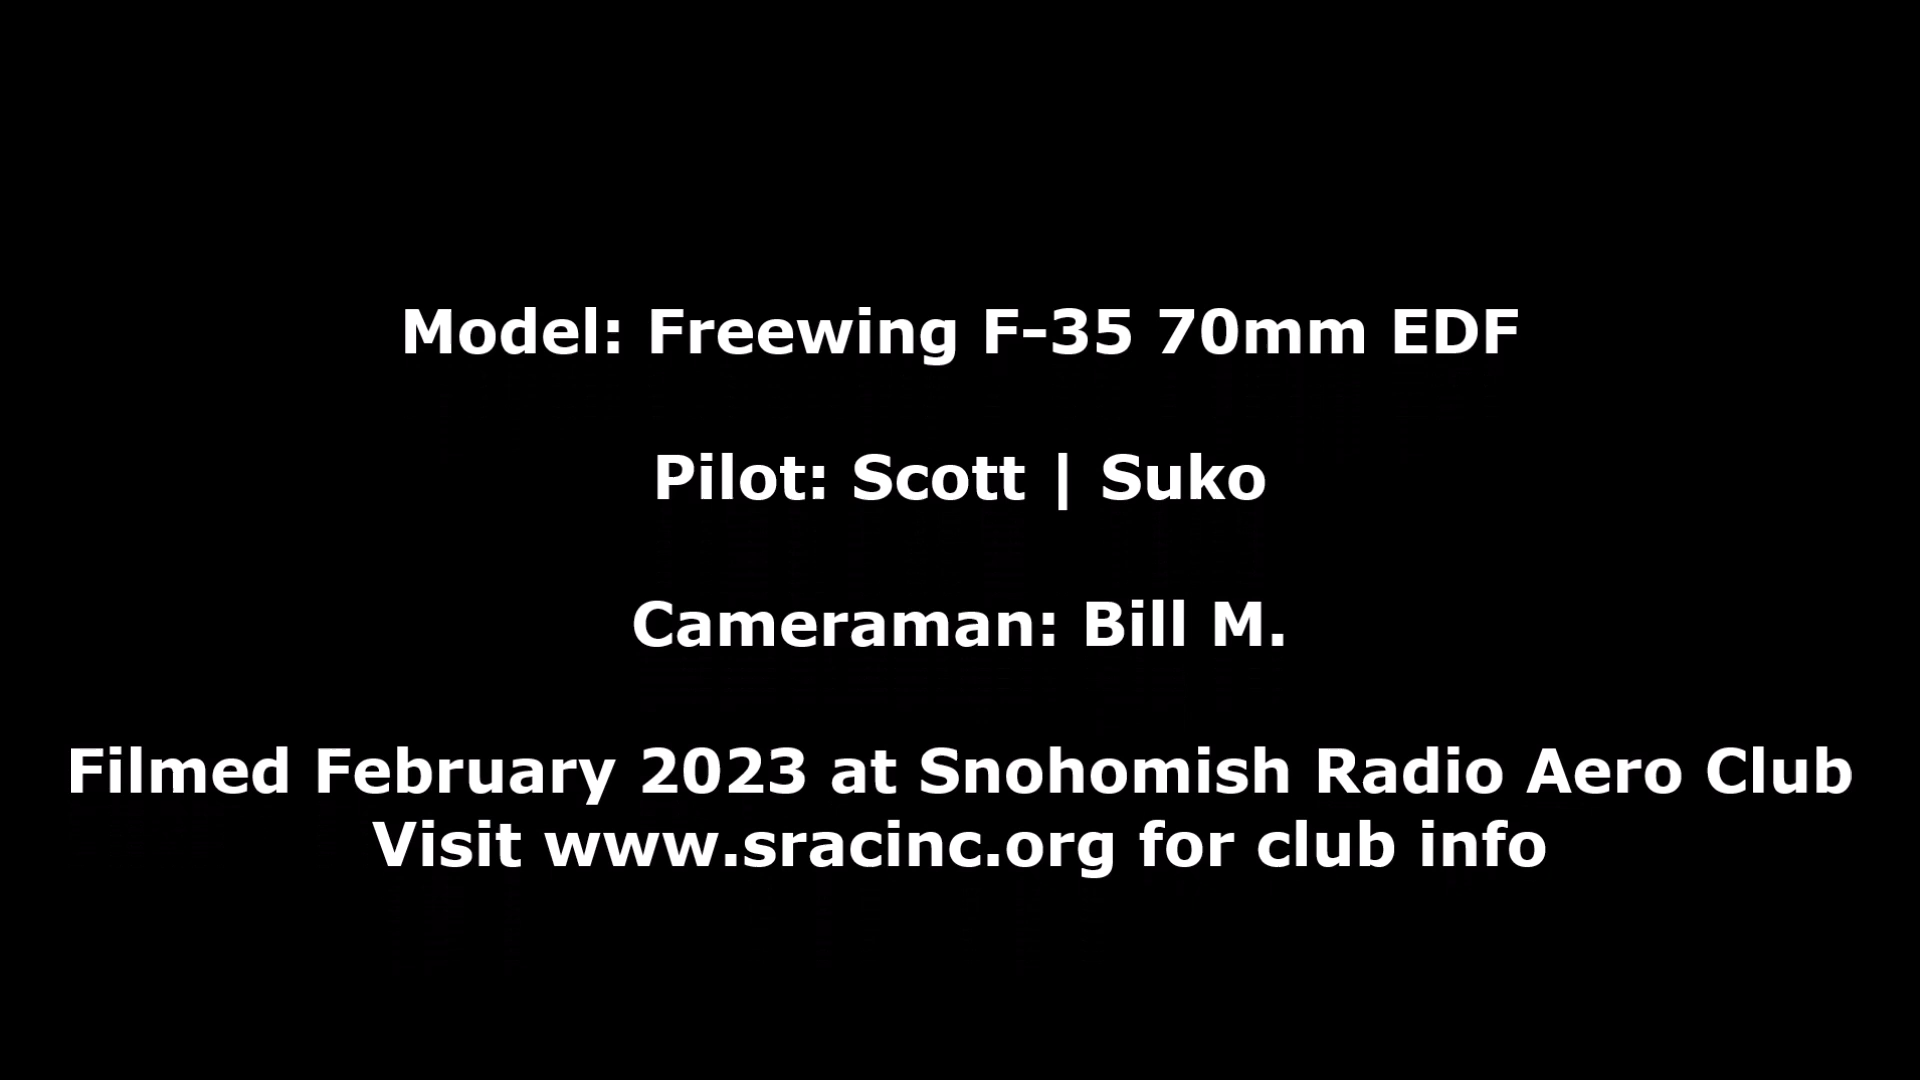 Model: Freewing F-35 70mm EDF
Pilot: Scott | Suko
Cameraman: Bill M.
Filmed February 2023 at Snohomish Radio Aero Club
Visit www.sracinc.org for club info